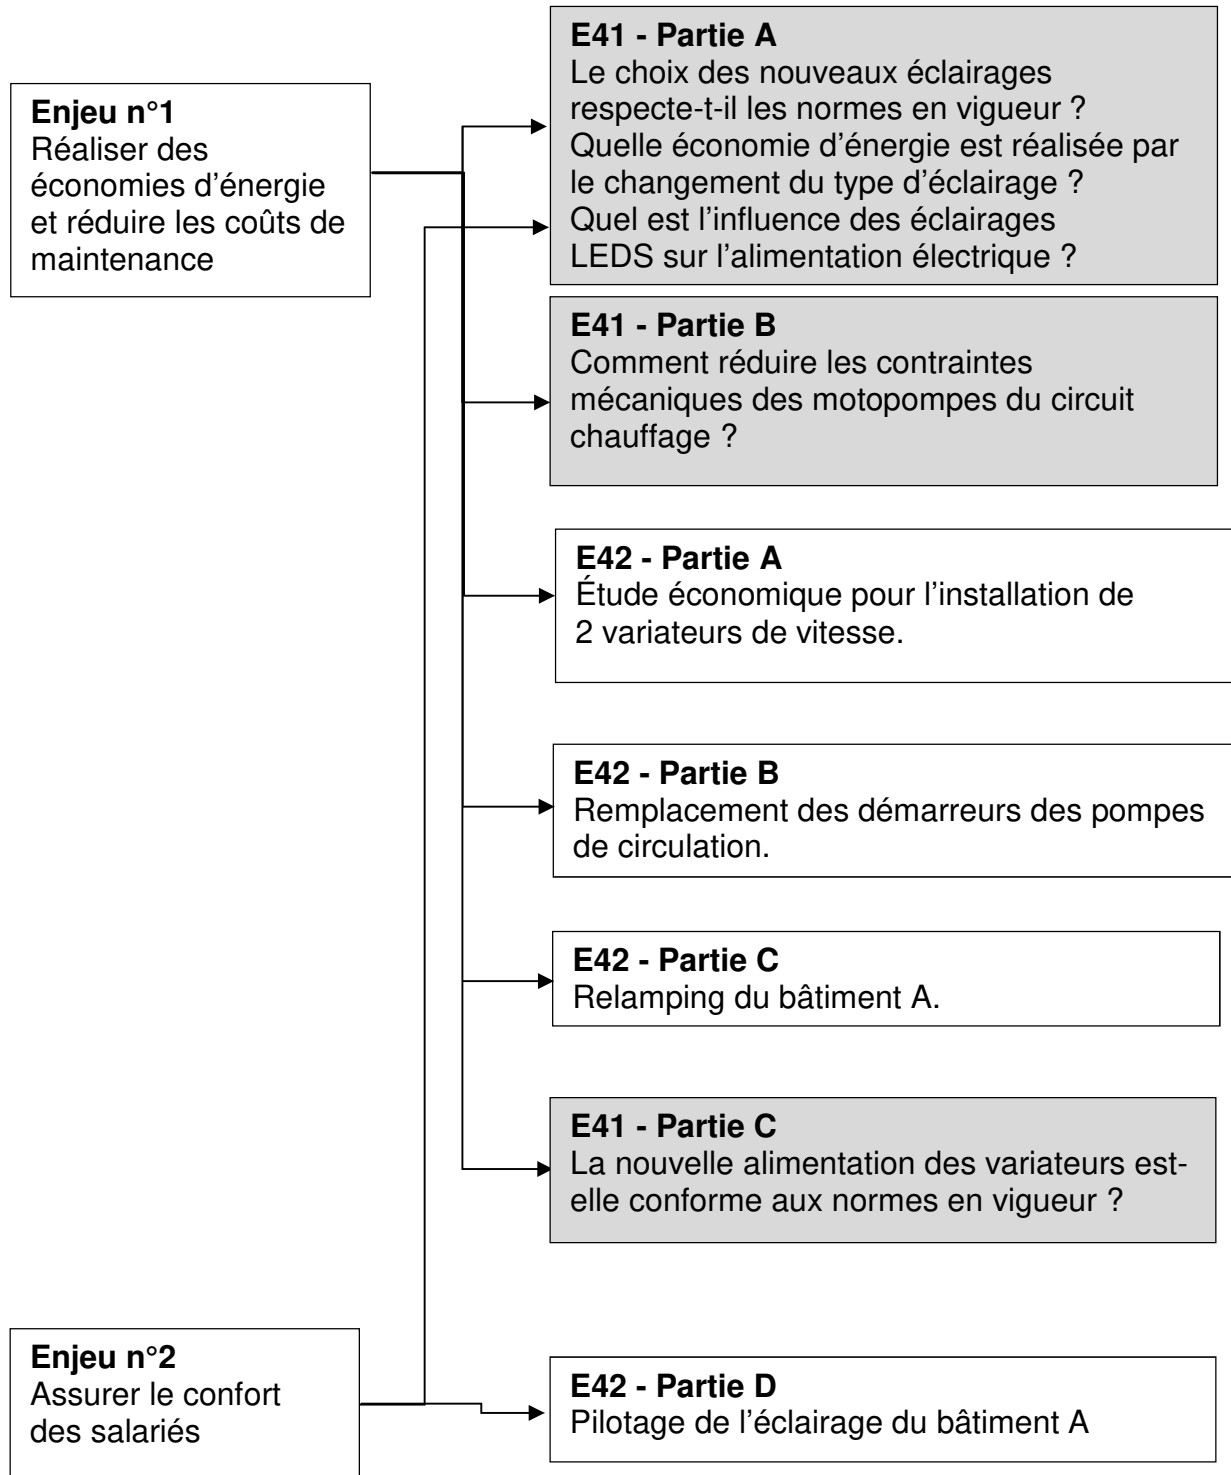 E41 - Partie A
Le choix des nouveaux éclairages
respecte-t-il les normes en vigueur ?
Quelle économie d’énergie est réalisée par
le changement du type d’éclairage ?
Quel est l’influence des éclairages
LEDS sur l’alimentation électrique ?
Enjeu n°1
Réaliser des
économies d’énergie
et réduire les coûts de
maintenance
E41 - Partie B
Comment réduire les contraintes
mécaniques des motopompes du circuit
chauffage ?
E42 - Partie A
Étude économique pour l’installation de
2 variateurs de vitesse.
E42 - Partie B
Remplacement des démarreurs des pompes
de circulation.
E42 - Partie C
Relamping du bâtiment A.
E41 - Partie C
La nouvelle alimentation des variateurs est-
elle conforme aux normes en vigueur ?
Enjeu n°2
Assurer le confort
des salariés
E42 - Partie D
Pilotage de l’éclairage du bâtiment A